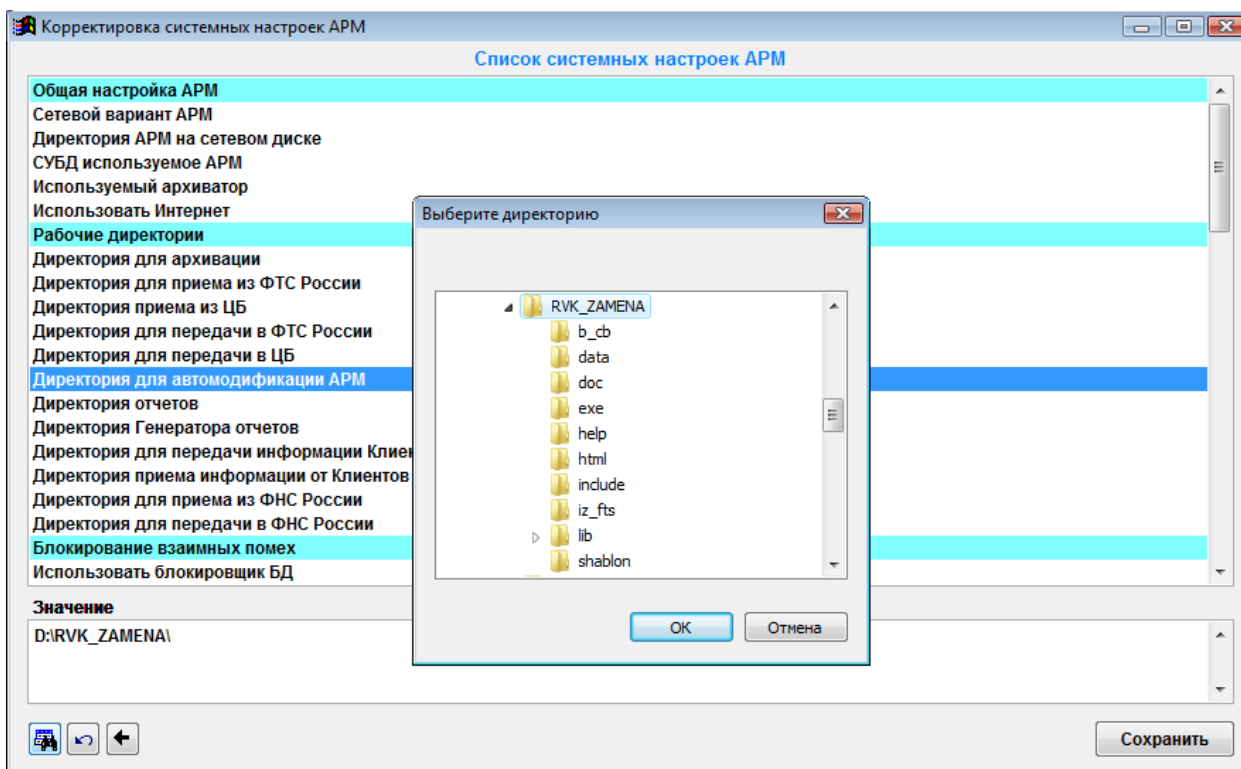 Корректировка системных настроек АРМ
Список системных настроек АРМ
Общая настройка АРМ
Сетевой вариант АРМ
Директория АРМ на сетевом диске
СУБД используемое АРМ
Используемый архиватор
Использовать Интернет
Рабочие директории
Директория для архивации
Директория для приема из ФТС России
Директория приема из ЦБ
Директория для передачи в ФТС России
Директория для передачи в ЦБ
Директория для автомодификации АРМ
Директория отчетов
Директория Генератора отчетов
Директория для передачи информации Клиен
Директория приема информации от Клиентов
Директория для приема из ФНС России
Директория для передачи в ФНС России
Блокирование взаимных помех
Использовать блокировщик БД
Выберите директорию
RVK_ZAMENA
b_cb
data
doc
exe
help
html
include
iz_fts
lib
shablon
OK
Отмена
Значение
D:\RVK_ZAMENA\
Сохранить